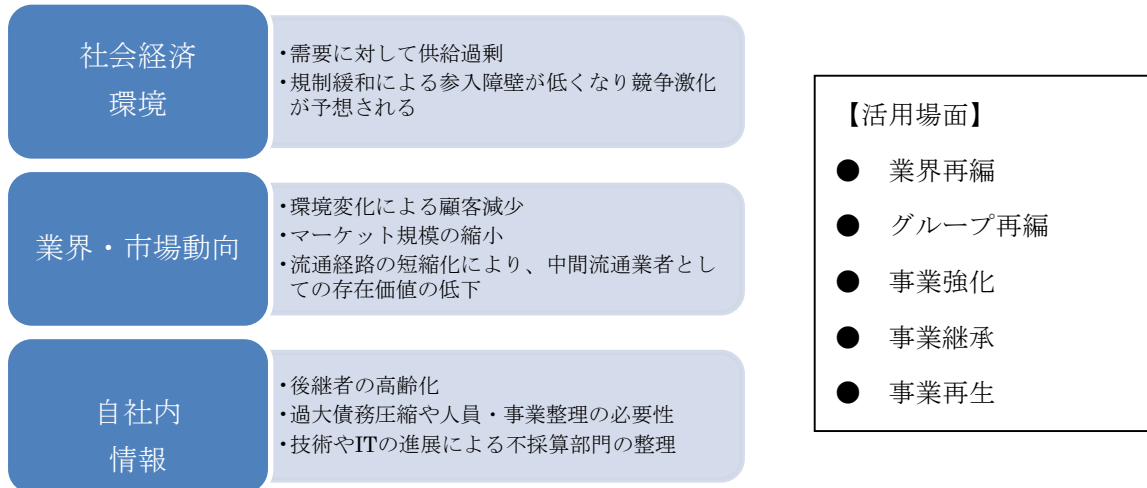 社会経済
環境
・需要に対して供給過剰
・規制緩和による参入障壁が低くなり競争激化
が予想される
業界・市場動向
・環境変化による顧客減少
・マーケット規模の縮小
・流通経路の短縮化により、中間流通業者とし
ての存在価値の低下
自社内
情報
・後継者の高齢化
・過大債務圧縮や人員・事業整理の必要性
・技術やITの進展による不採算部門の整理
【活用場面】
● 業界再編
● グループ再編
● 事業強化
● 事業継承
● 事業再生